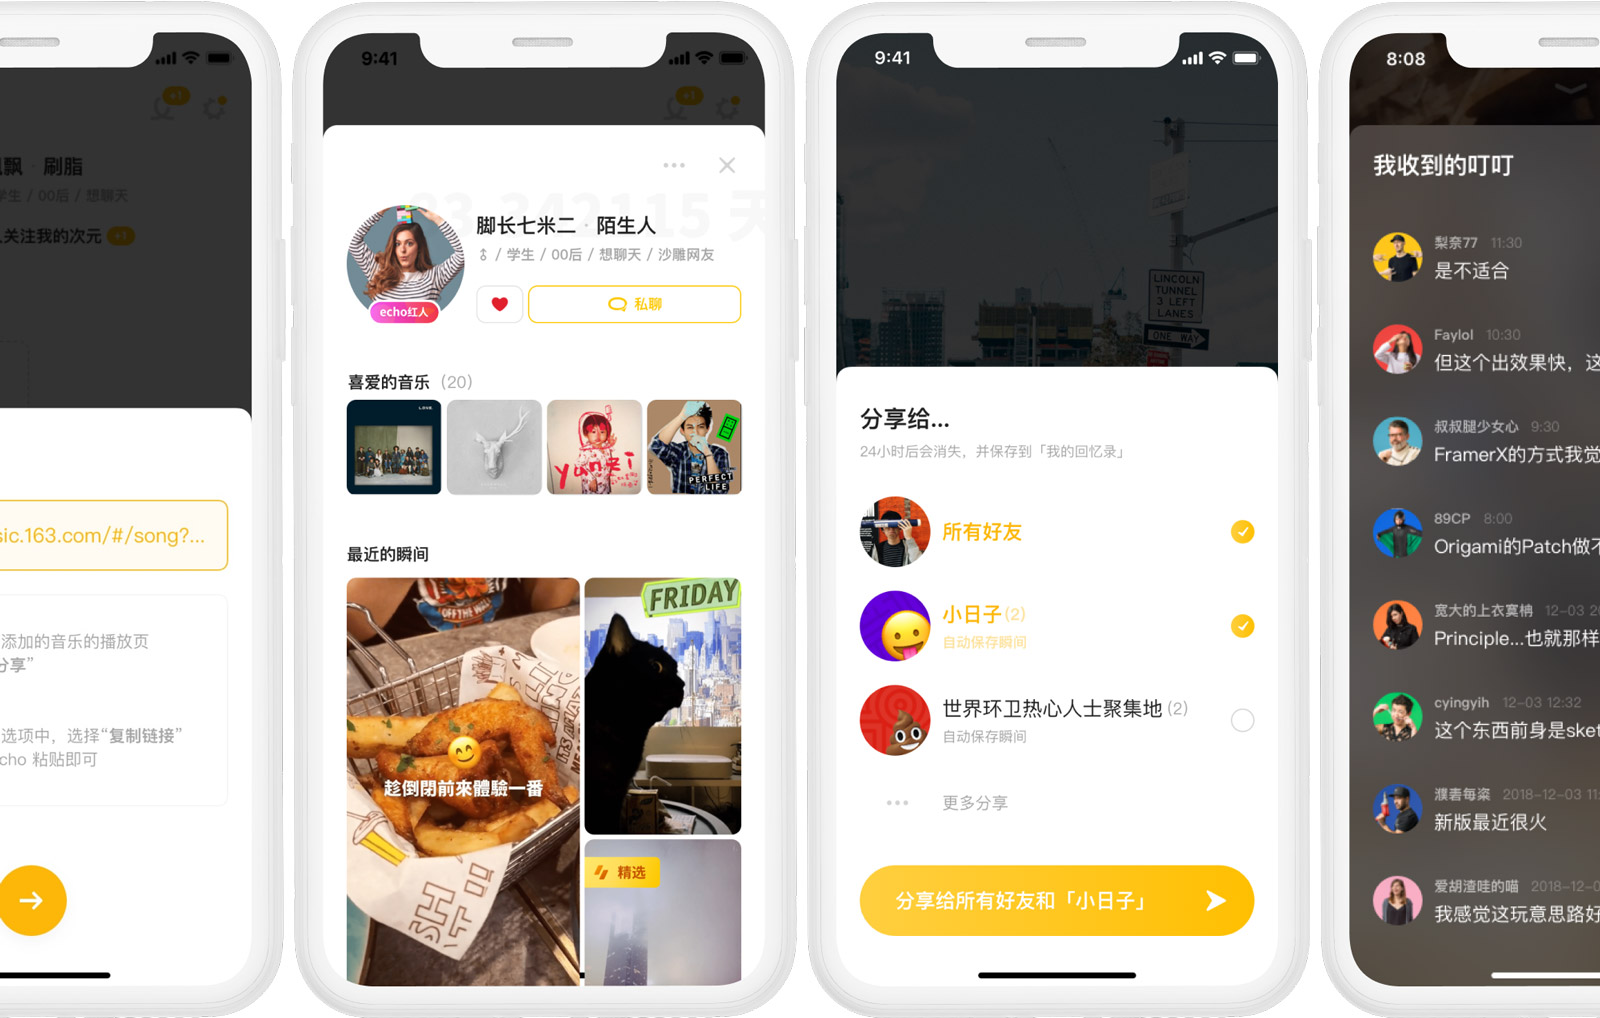 飘 · 刷脂
学生 / 00后 / 想聊天
关注我的次元 +1
+1
sic.163.com/#/song?...
添加的音乐的播放页
分享”
选项中，选择“复制链接”
cho 粘贴即可
9:41
+1
脚长七米二 · 陌生人
/ 学生 / 00后 / 想聊天 / 沙雕网友
echo红人
私聊
喜爱的音乐（20）
LOVE
yanxi
PERFECT
LIFE
最近的瞬间
OFF THE WALL
趁倒閉前來體驗一番
FRIDAY
精选
9:41
LINCOLN
TUNNEL
3 LEFT
LANES
ONE WAY
分享给...
24小时后会消失，并保存到「我的回忆录」
所有好友
小日子 (2)
自动保存瞬间
世界环卫热心人士聚集地 (2)
自动保存瞬间
更多分享
分享给所有好友和「小日子」
8:08
我收到的叮叮
梨奈77 11:30
是不适合
Faylol 10:30
但这个出效果快，这
叔叔腿少女心 9:30
FramerX的方式我觉
89CP 8:00
Origami的Patch做不
宽大的上衣寞柟 12-03 2
Principle...也就那样
cyingyih 12-03 12:32
这个东西前身是sket
2018-12-03 11:
新版最近很火
爱胡渣哇的喵 2018-12-0
我感觉这玩意思路好